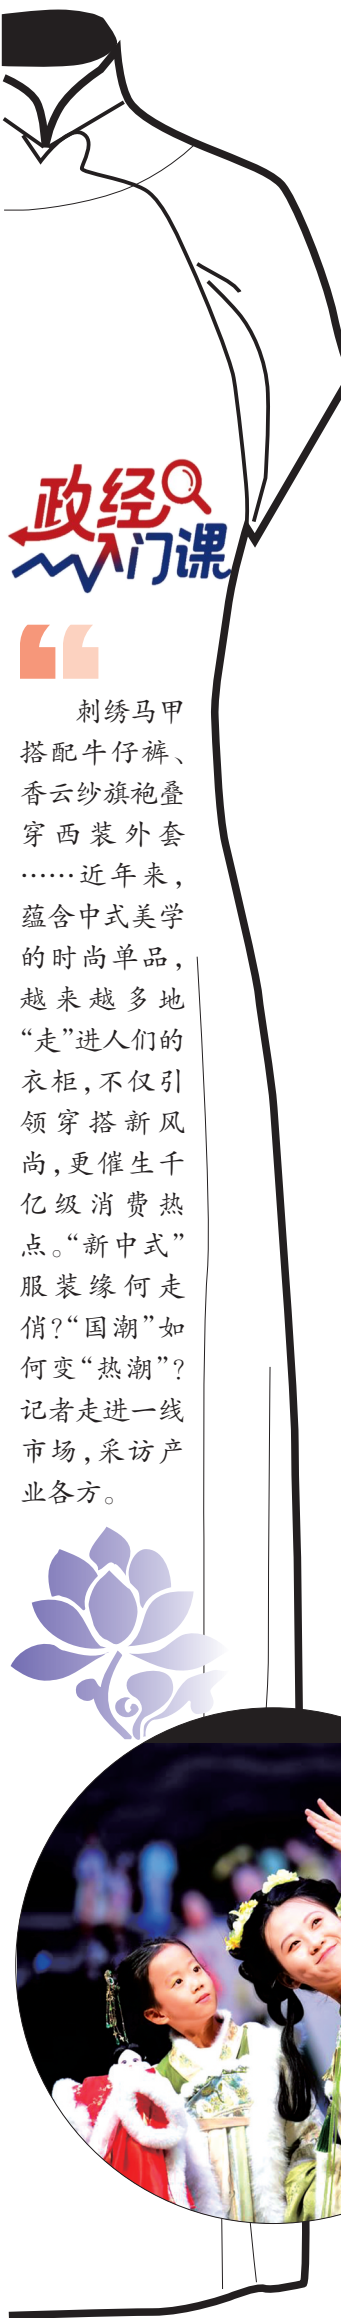 政经
入门课
刺绣马甲
搭配牛仔裤、
香云纱旗袍叠
穿西装外套
……近年来，
蕴含中式美学
的时尚单品，
越来越多地
“走”进人们的
衣柜，不仅引
领穿搭新风
尚，更催生千
亿级消费热
点。“新中式”
服装缘何走
俏？“国潮”如
何变“热潮”？
记者走进一线
市场，采访产
业各方。